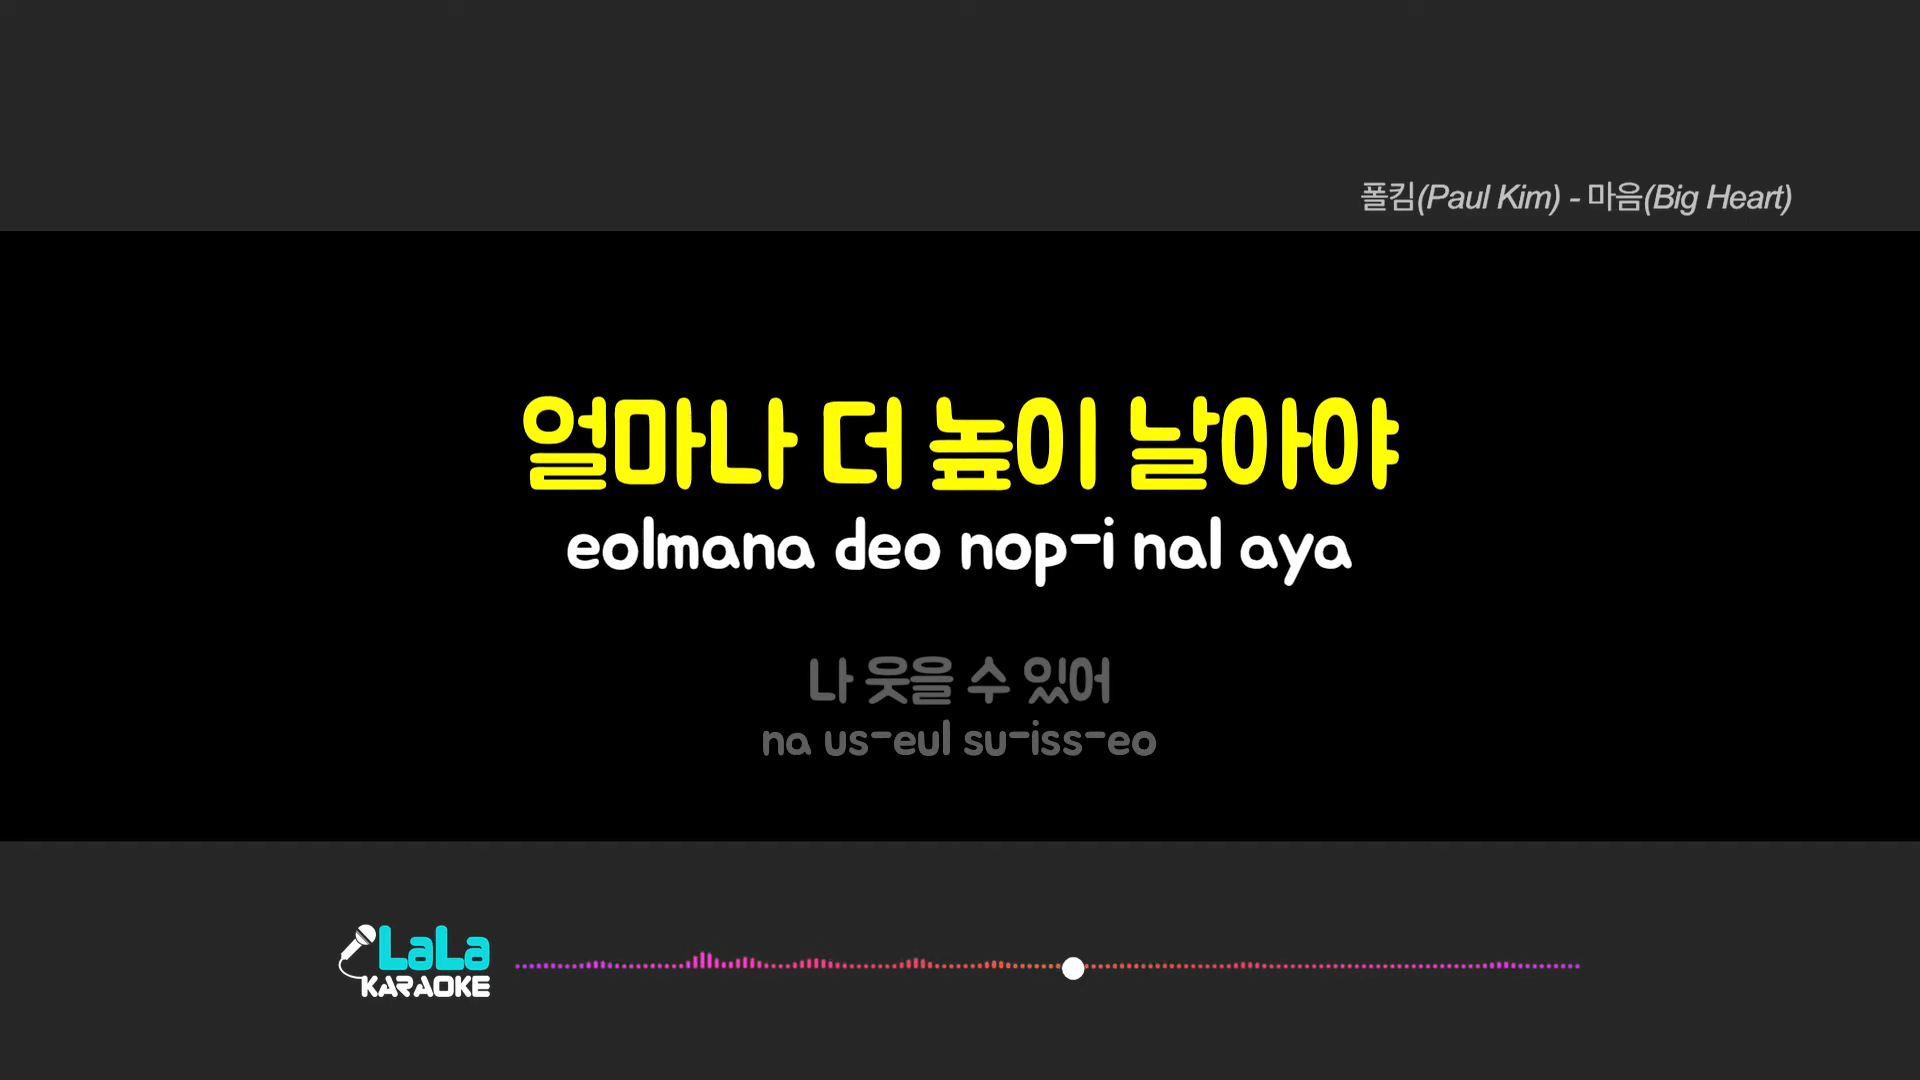 폴킴(Paul Kim) - 마음(Big Heart)
얼마나 더 높이 날아야
eolmana deo nop-i nal aya
나 웃을 수 있어
na us-eul su-iss-eo
LaLa
KARAOKE